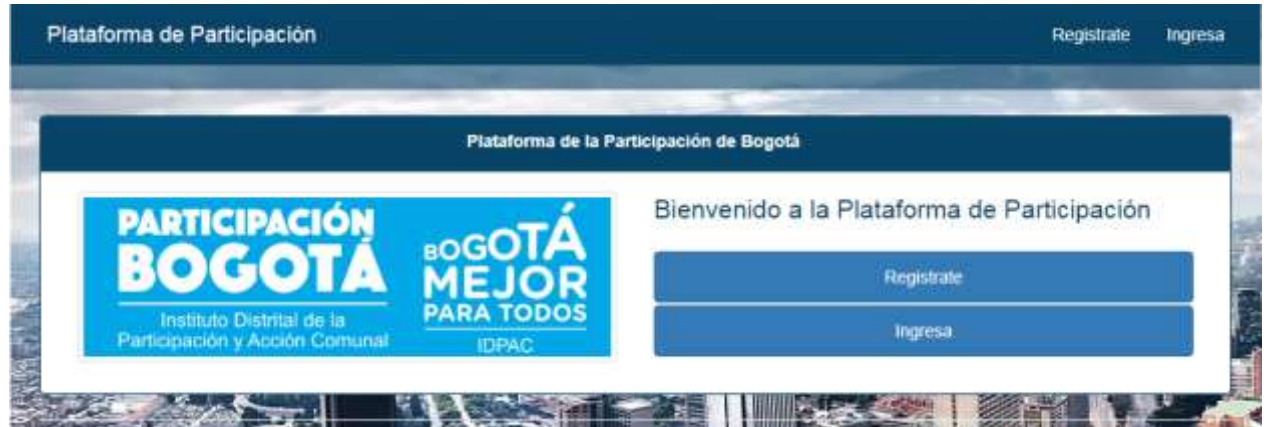 Plataforma de Participación
Registrate Ingresa
Plataforma de la Participación de Bogotá
PARTICIPACIÓN
BOGOTÁ
Instituto Distrital de la
Participación y Acción Comunal
BOGOTÁ
MEJOR
PARA TODOS
IDPAC
Bienvenido a la Plataforma de Participación
Registrate
Ingresa